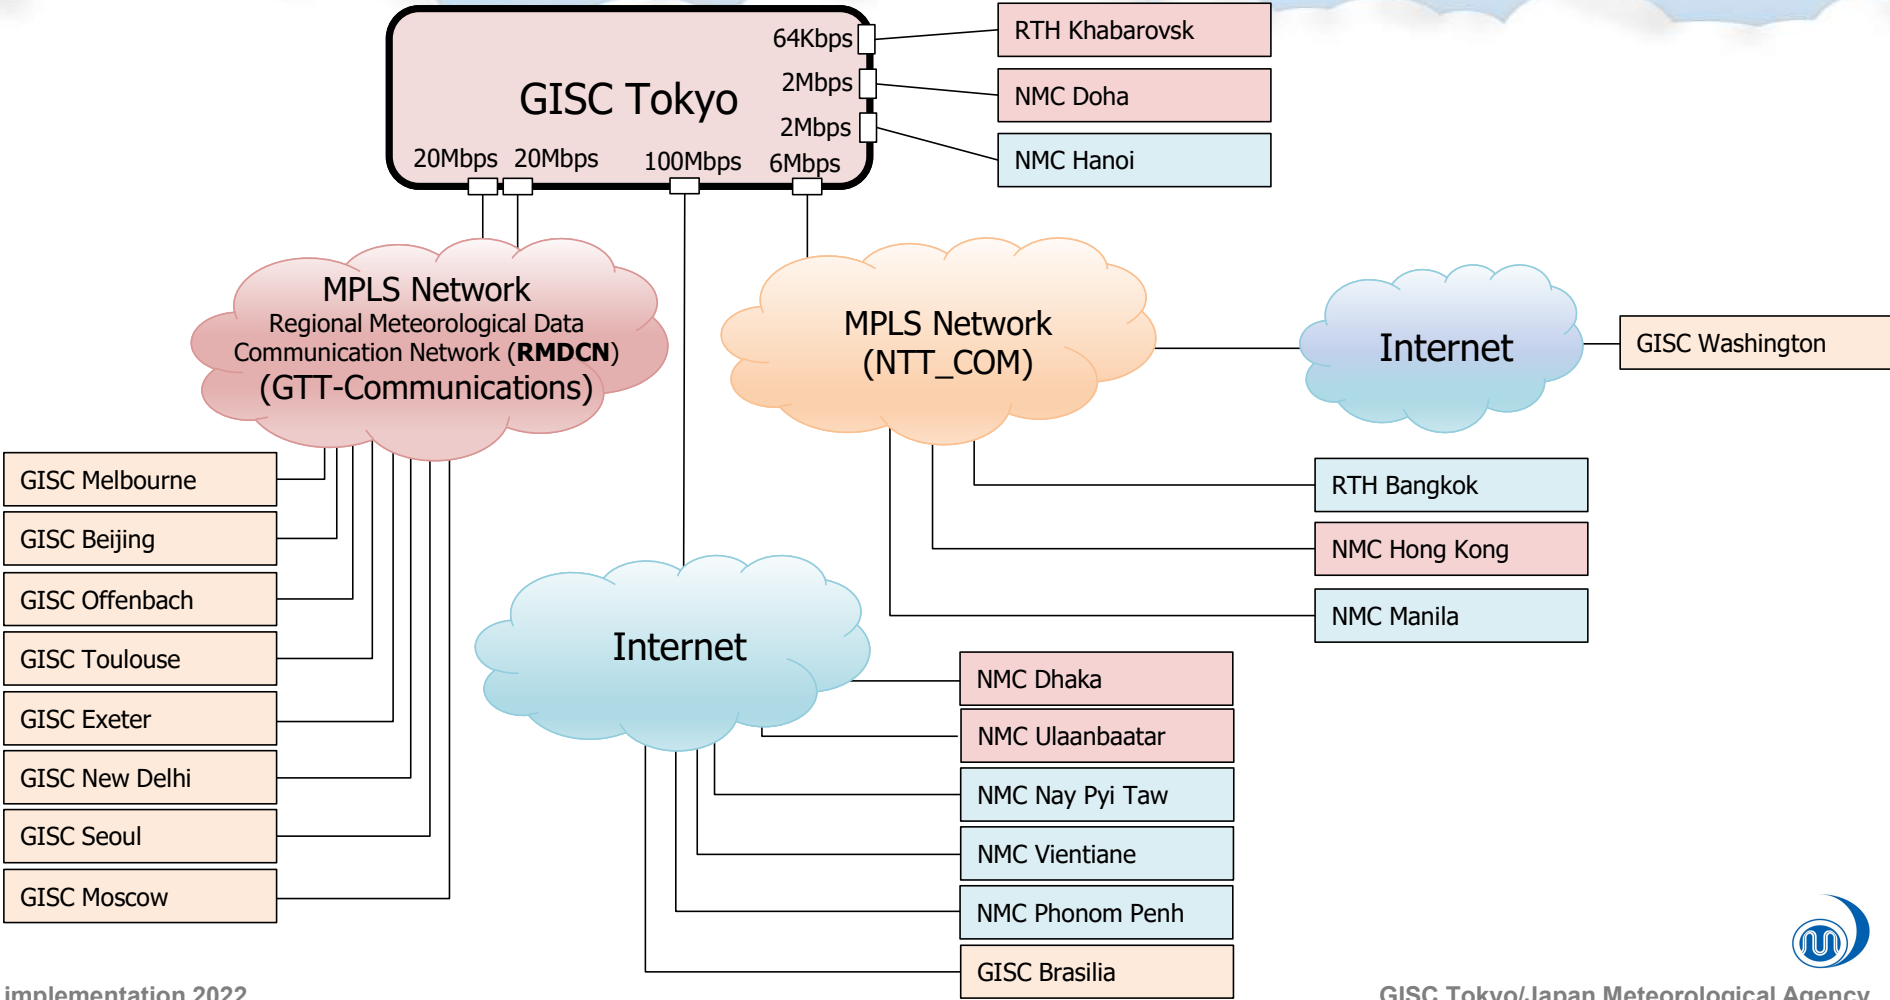 64Kbps
RTH Khabarovsk
2Mbps
NMC Doha
GISC Tokyo
2Mbps
NMC Hanoi
20Mbps 20Mbps 100Mbps 6Mbps
MPLS Network
Regional Meteorological Data
Communication Network (RMDCN)
(GTT-Communications)
MPLS Network
(NTT_COM)
Internet
GISC Washington
GISC Melbourne
GISC Beijing
GISC Offenbach
GISC Toulouse
GISC Exeter
GISC New Delhi
GISC Seoul
GISC Moscow
RTH Bangkok
NMC Hong Kong
NMC Manila
Internet
NMC Dhaka
NMC Ulaanbaatar
NMC Nay Pyi Taw
NMC Vientiane
NMC Phonom Penh
GISC Brasilia
implementation 2022
GISC Tokyo/Japan Meteorological Agency